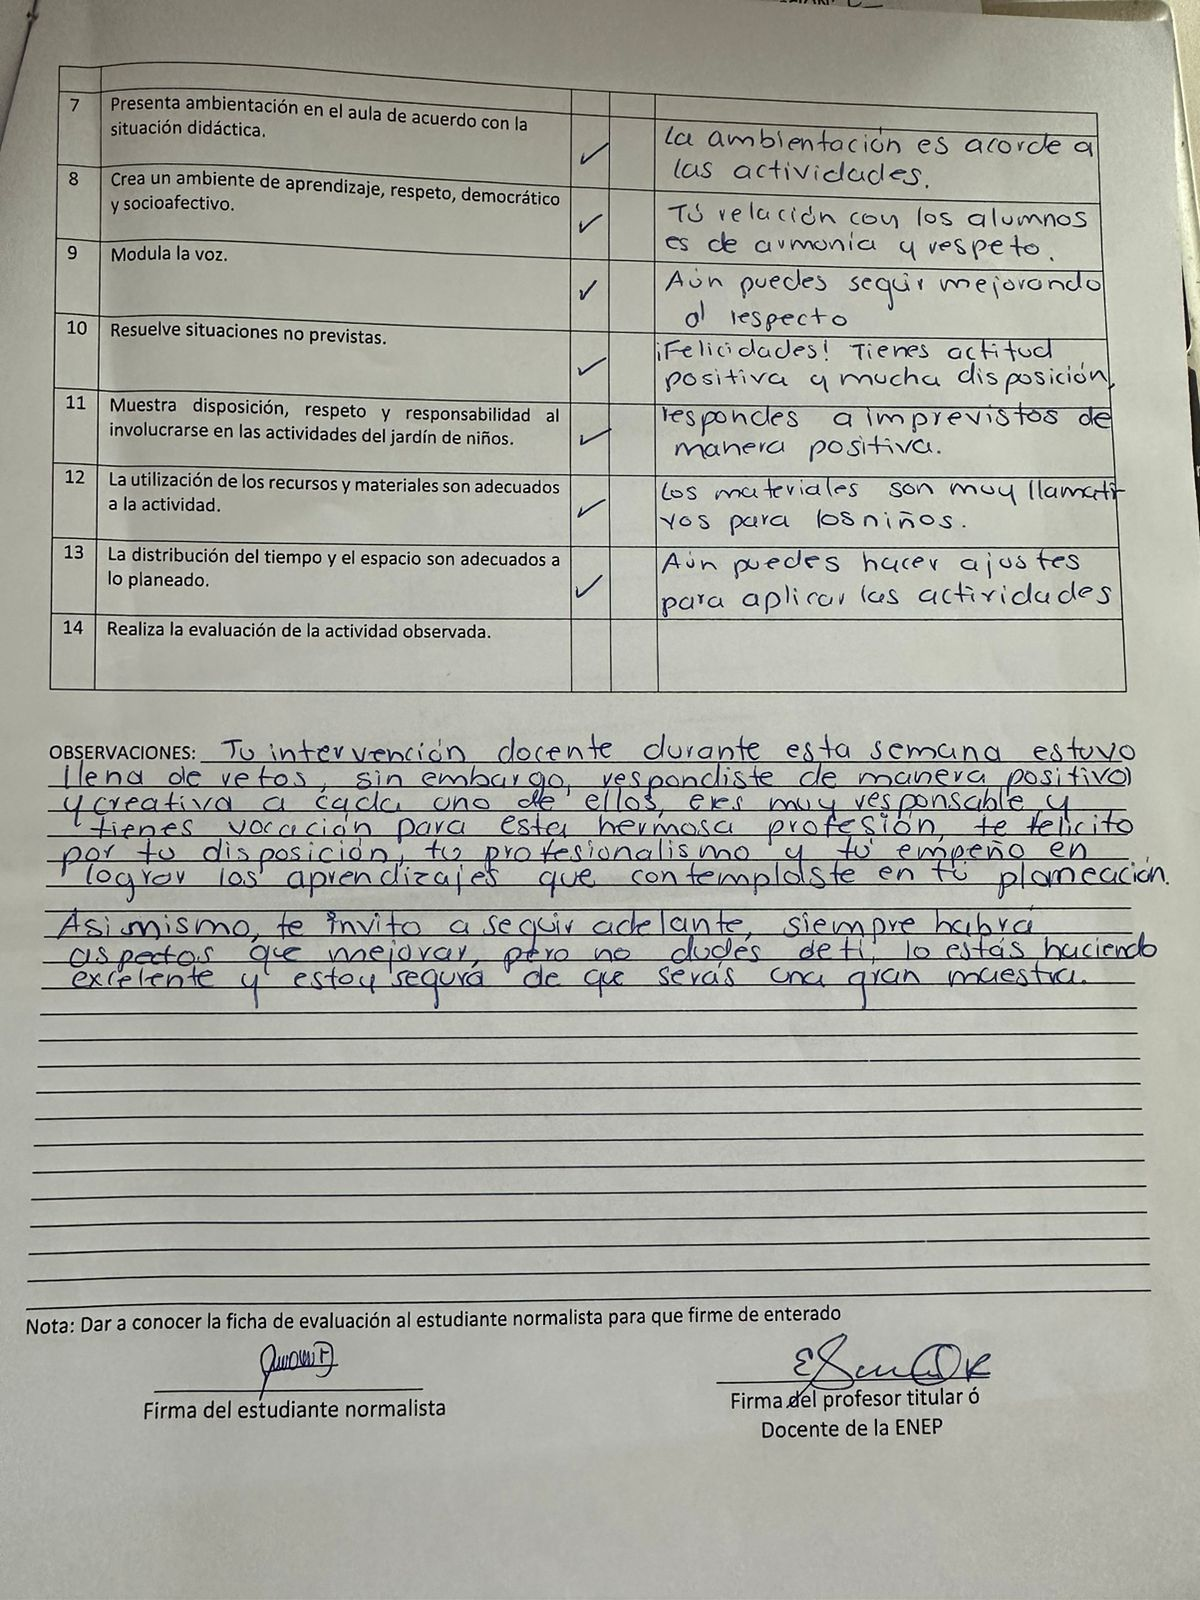 7 Presenta ambientación en el aula de acuerdo con la
situación didáctica.
✓
La ambientación es acorde a
las actividades.
8 Crea un ambiente de aprendizaje, respeto, democrático
y socioafectivo.
✓
Tú relación con los alumnos
es de armonía y respeto.
9 Modula la voz.
✓
Aún puedes seguir mejorando
al respecto
10 Resuelve situaciones no previstas.
✓
¡Felicidades! Tienes actitud
positiva y mucha disposición,
11 Muestra disposición, respeto y responsabilidad al
involucrarse en las actividades del jardín de niños.
✓
respondes a imprevistos de
manera positiva.
12 La utilización de los recursos y materiales son adecuados
a la actividad.
✓
Los materiales son muy llamati
vos para los niños.
13 La distribución del tiempo y el espacio son adecuados a
lo planeado.
✓
Aún puedes hacer ajustes
para aplicar las actividades
14 Realiza la evaluación de la actividad observada.
OBSERVACIONES: Tu intervención docente durante esta semana estuvo
llena de retos, sin embargo, respondiste de manera positiva
y creativa a cada uno de ellos, eres muy responsable y
tienes vocación para esta hermosa profesión, te felicito
por tu disposición, tu profesionalismo y tú empeño en
lograr los aprendizajes que contemplaste en tu planeación.
Asi mismo, te invito a seguir adelante, siempre habrá
aspectos que mejorar, pero no dudes de ti, lo estás haciendo
excelente y estoy segura de que serás una gran maestra.
Nota: Dar a conocer la ficha de evaluación al estudiante normalista para que firme de enterado
Firma del estudiante normalista
Firma del profesor titular ó
Docente de la ENEP